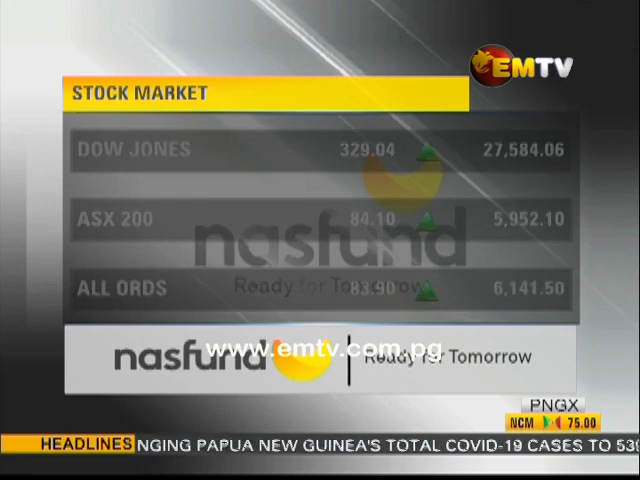 EMTV
STOCK MARKET
DOW JONES 329.04 27,584.06
ASX 200 84.10 5,952.10
nasfund
Ready for Tomorrow
ALL ORDS 83.90 6,141.50
www.emtv.com.pg
nasfund Ready for Tomorrow
PNGX
NCM 75.00
HEADLINES NGING PAPUA NEW GUINEA'S TOTAL COVID-19 CASES TO 539